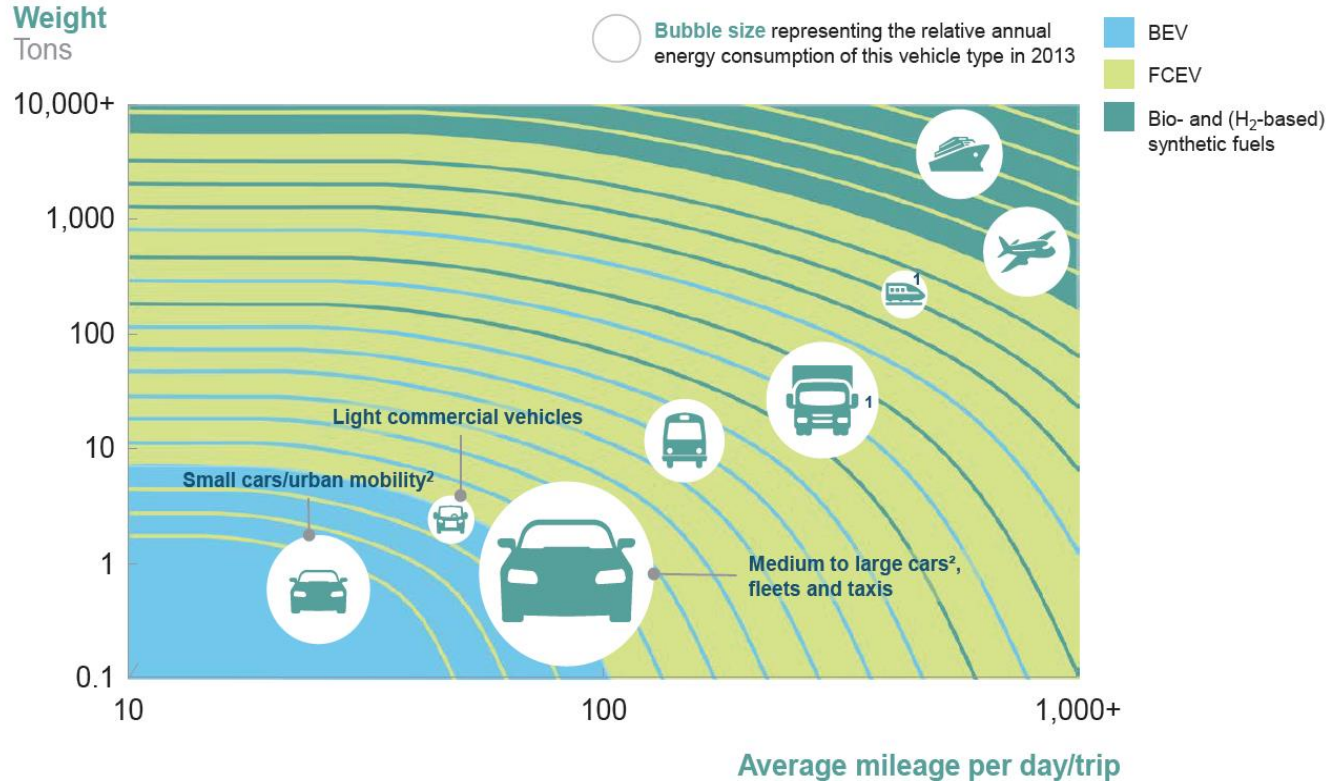 Weight
Tons
Bubble size representing the relative annual
energy consumption of this vehicle type in 2013
BEV
FCEV
Bio- and (H₂-based)
synthetic fuels
10,000+
1,000
100
10
1
0.1
1
1
Light commercial vehicles
Small cars/urban mobility²
Medium to large cars²,
fleets and taxis
10
100
1,000+
Average mileage per day/trip